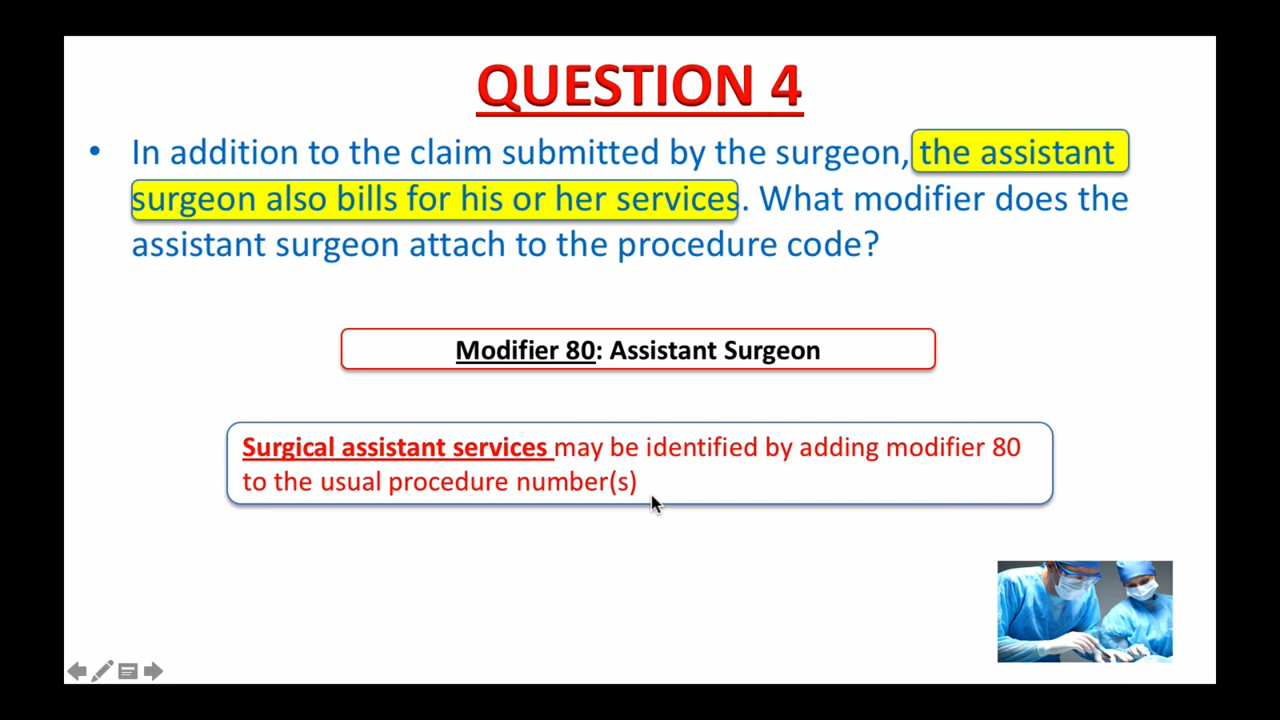 QUESTION 4
• In addition to the claim submitted by the surgeon, the assistant
surgeon also bills for his or her services. What modifier does the
assistant surgeon attach to the procedure code?
Modifier 80: Assistant Surgeon
Surgical assistant services may be identified by adding modifier 80
to the usual procedure number(s)